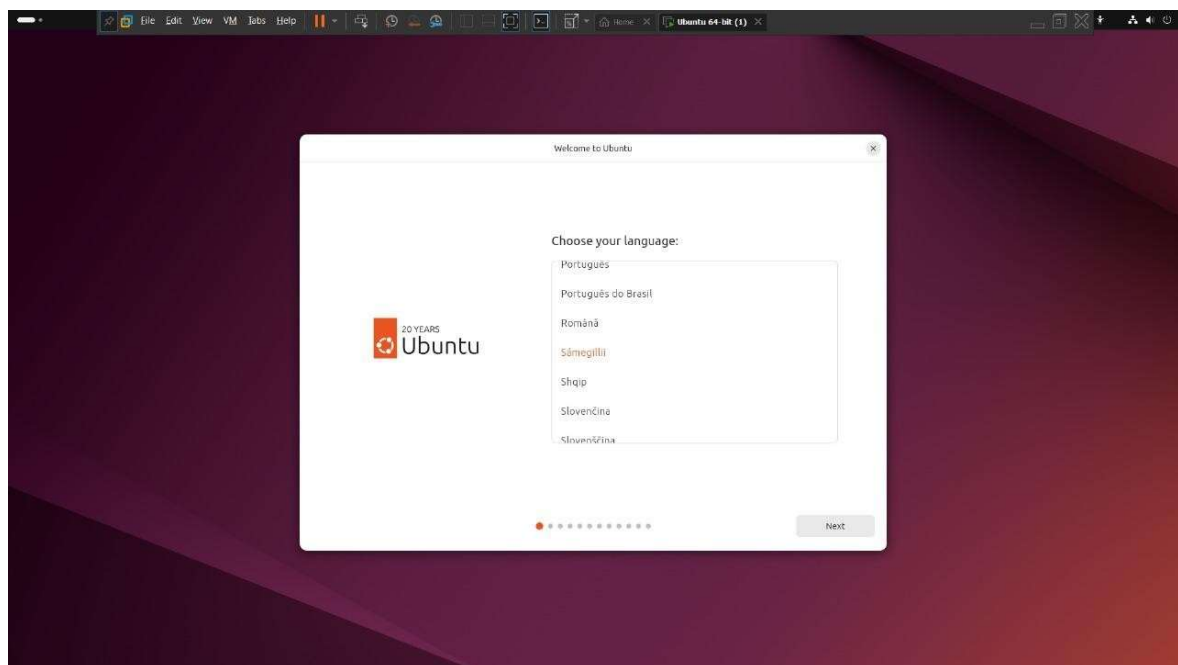 File Edit View VM Tabs Help Home Ubuntu 64-bit (1)
Welcome to Ubuntu
Choose your language:
Português
Português do Brasil
Română
Sámegillii
Shqip
Slovenčina
Slovenščina
20 YEARS
Ubuntu
Next